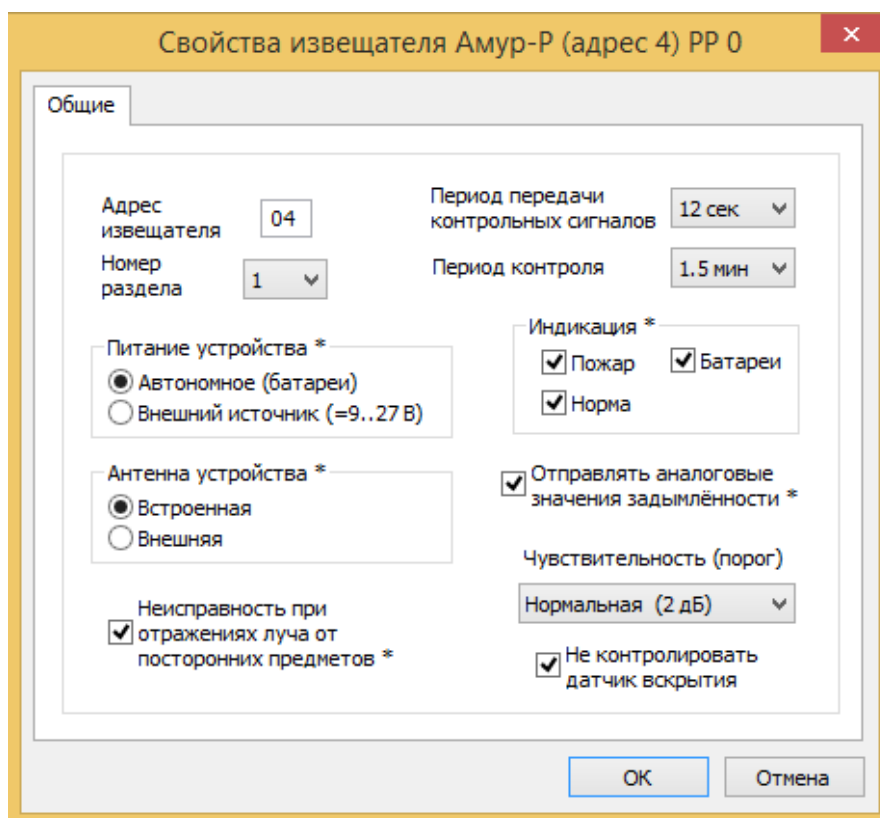 Свойства извещателя Амур-Р (адрес 4) РР 0
Общие
Адрес
извещателя
04
Период передачи
контрольных сигналов
12 сек
Номер
раздела
1
Период контроля
1.5 мин
Питание устройства *
Автономное (батареи)
Внешний источник (=9..27 В)
Индикация *
Пожар
Батареи
Норма
Антенна устройства *
Встроенная
Внешняя
Отправлять аналоговые
значения задымлённости *
Чувствительность (порог)
Нормальная (2 дБ)
Неисправность при
отражениях луча от
посторонних предметов *
Не контролировать
датчик вскрытия
ОК
Отмена